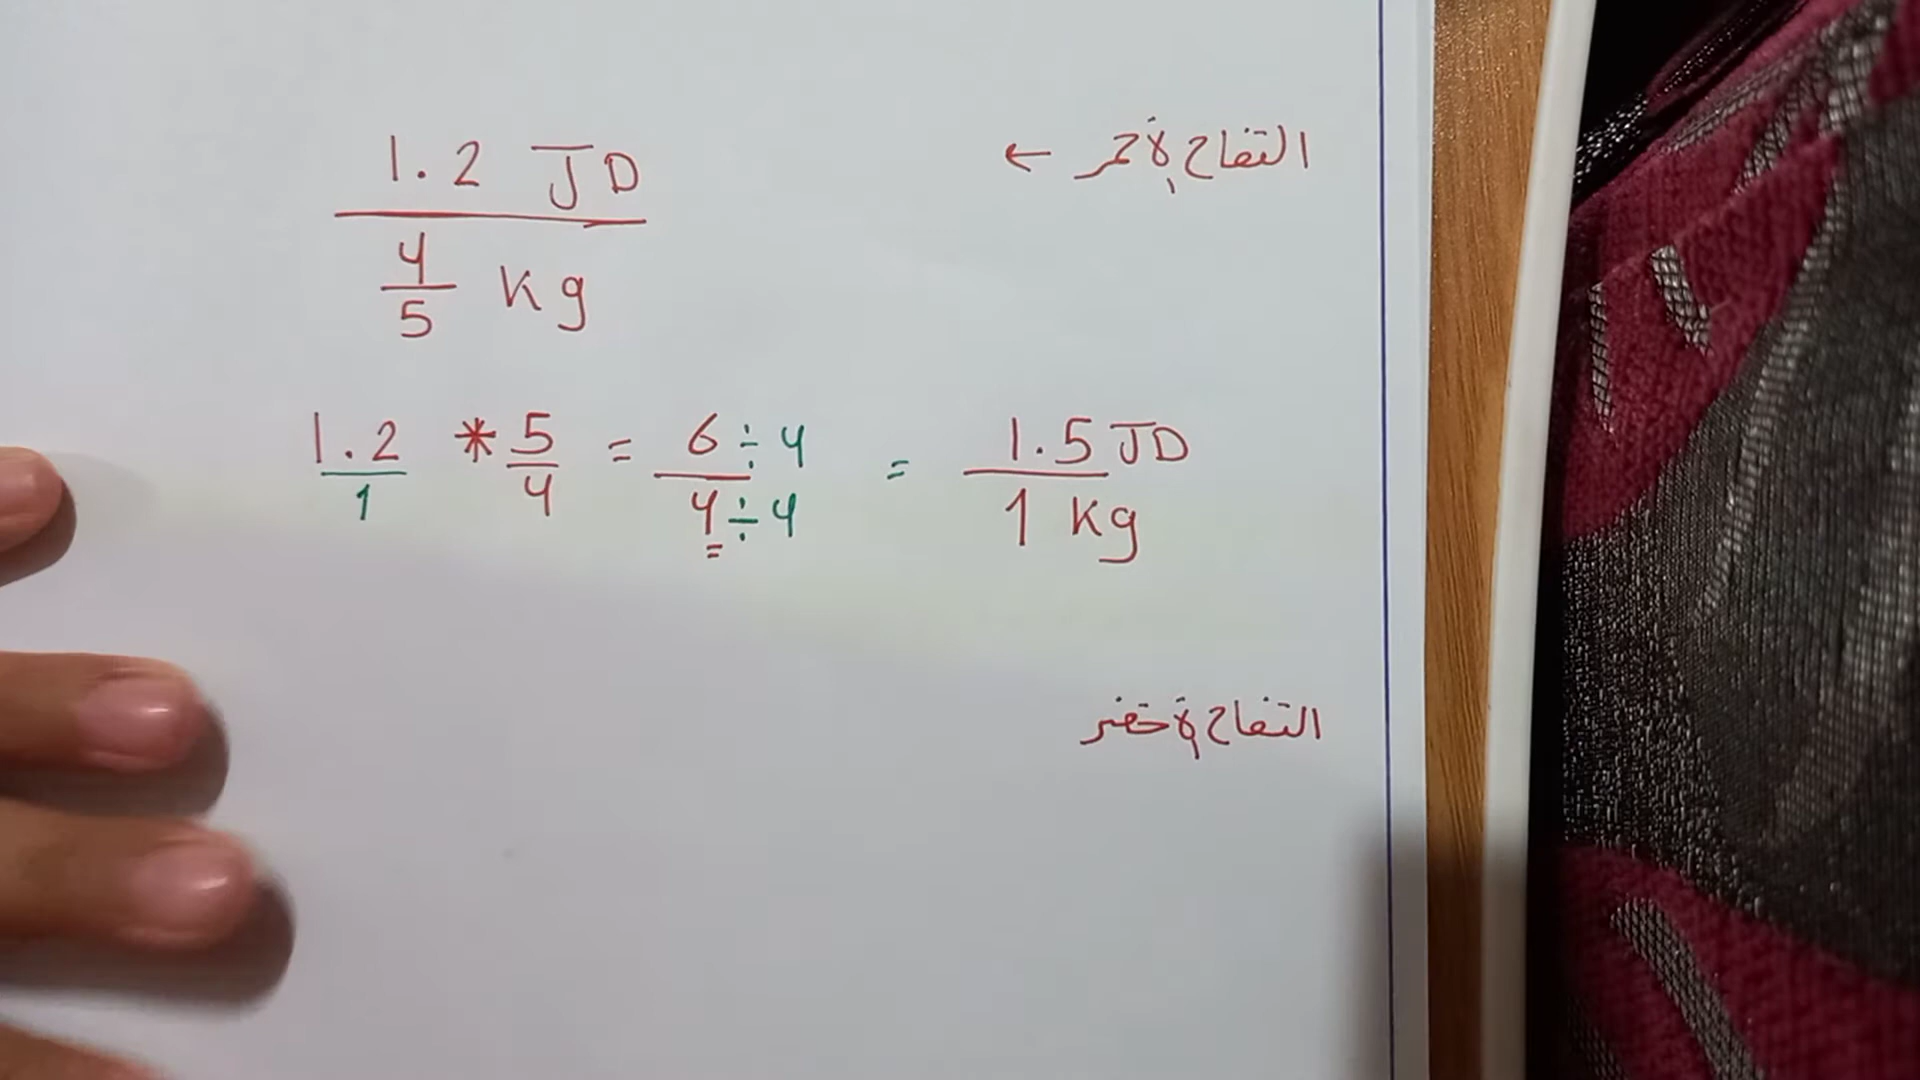 التفاح الأحمر ←
1.2 JD
4/5 Kg
1.2/1 * 5/4 = 6÷4/4÷4 = 1.5 JD/1 Kg
التفاح الأخضر